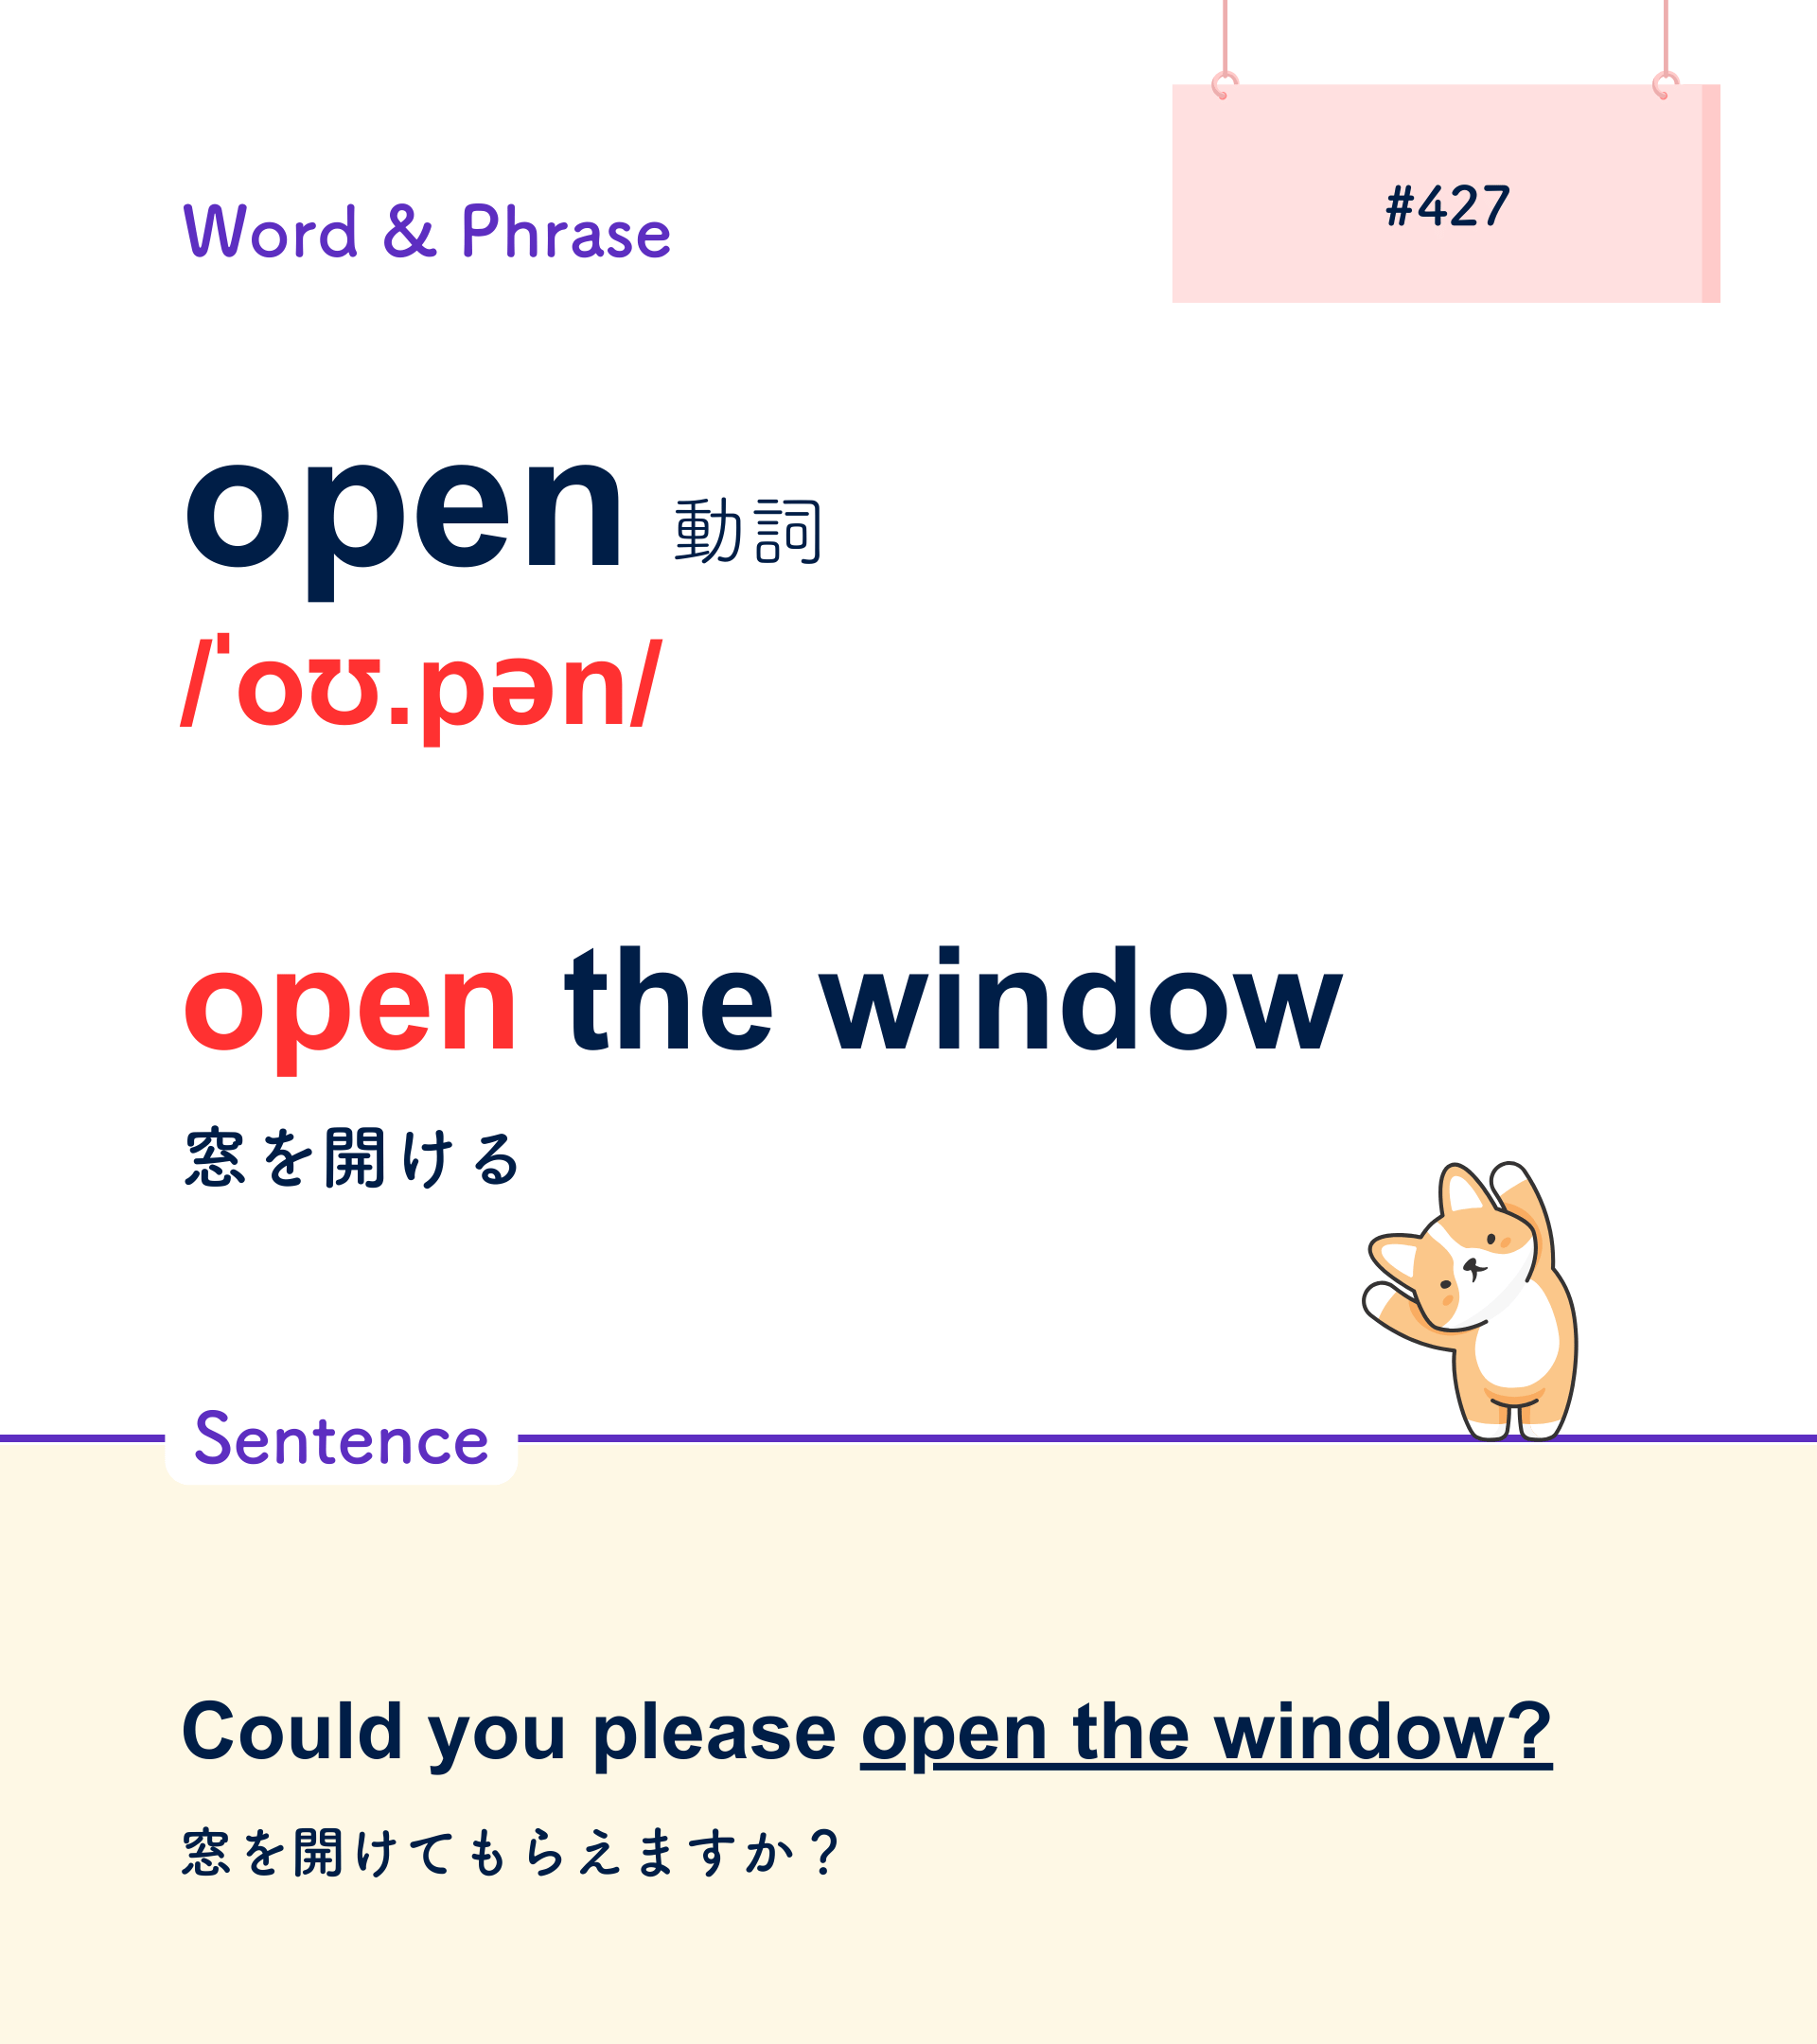 #427
Word & Phrase
open 動詞
/ˈoʊ.pən/
open the window
窓を開ける
Sentence
Could you please open the window?
窓を開けてもらえますか？